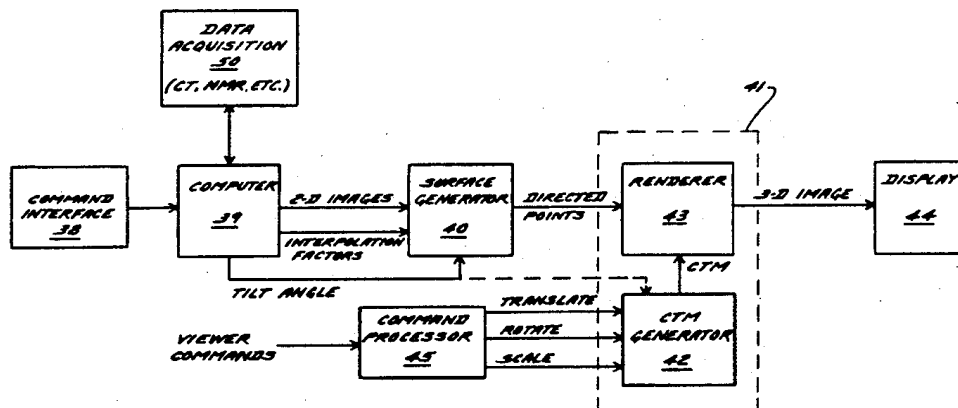 DATA
ACQUISITION
50
(CT, NMR, ETC.)
41
COMMAND
INTERFACE
38
COMPUTER
39
2-D IMAGES
INTERPOLATION
FACTORS
SURFACE
GENERATOR
40
DIRECTED
POINTS
RENDERER
43
3-D IMAGE
DISPLAY
44
CTM
TILT ANGLE
VIEWER
COMMANDS
COMMAND
PROCESSOR
45
TRANSLATE
ROTATE
SCALE
CTM
GENERATOR
42